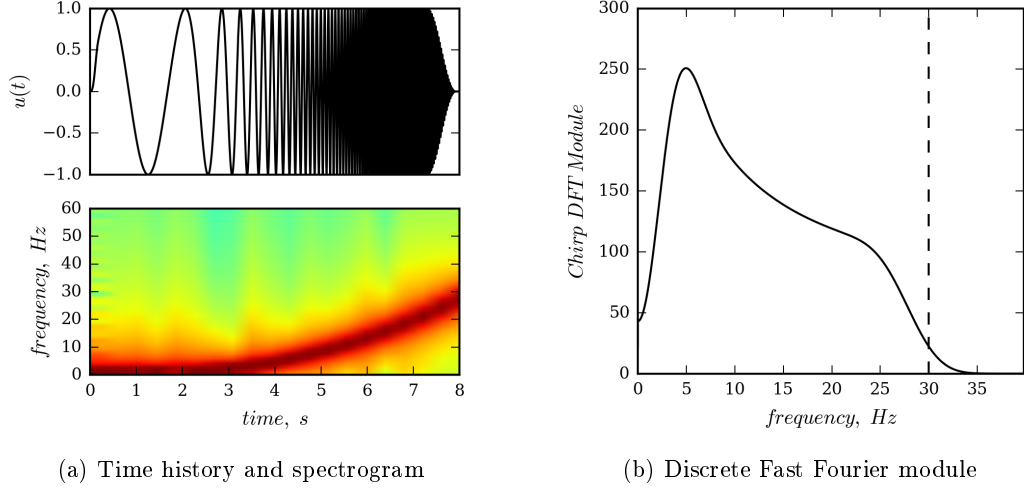 1.0
0.5
0.0
−0.5
−1.0
u(t)
60
50
40
30
20
10
0
frequency, Hz
0 1 2 3 4 5 6 7 8
time, s
(a) Time history and spectrogram
300
250
200
150
100
50
0
Chirp DFT Module
0 5 10 15 20 25 30 35
frequency, Hz
(b) Discrete Fast Fourier module